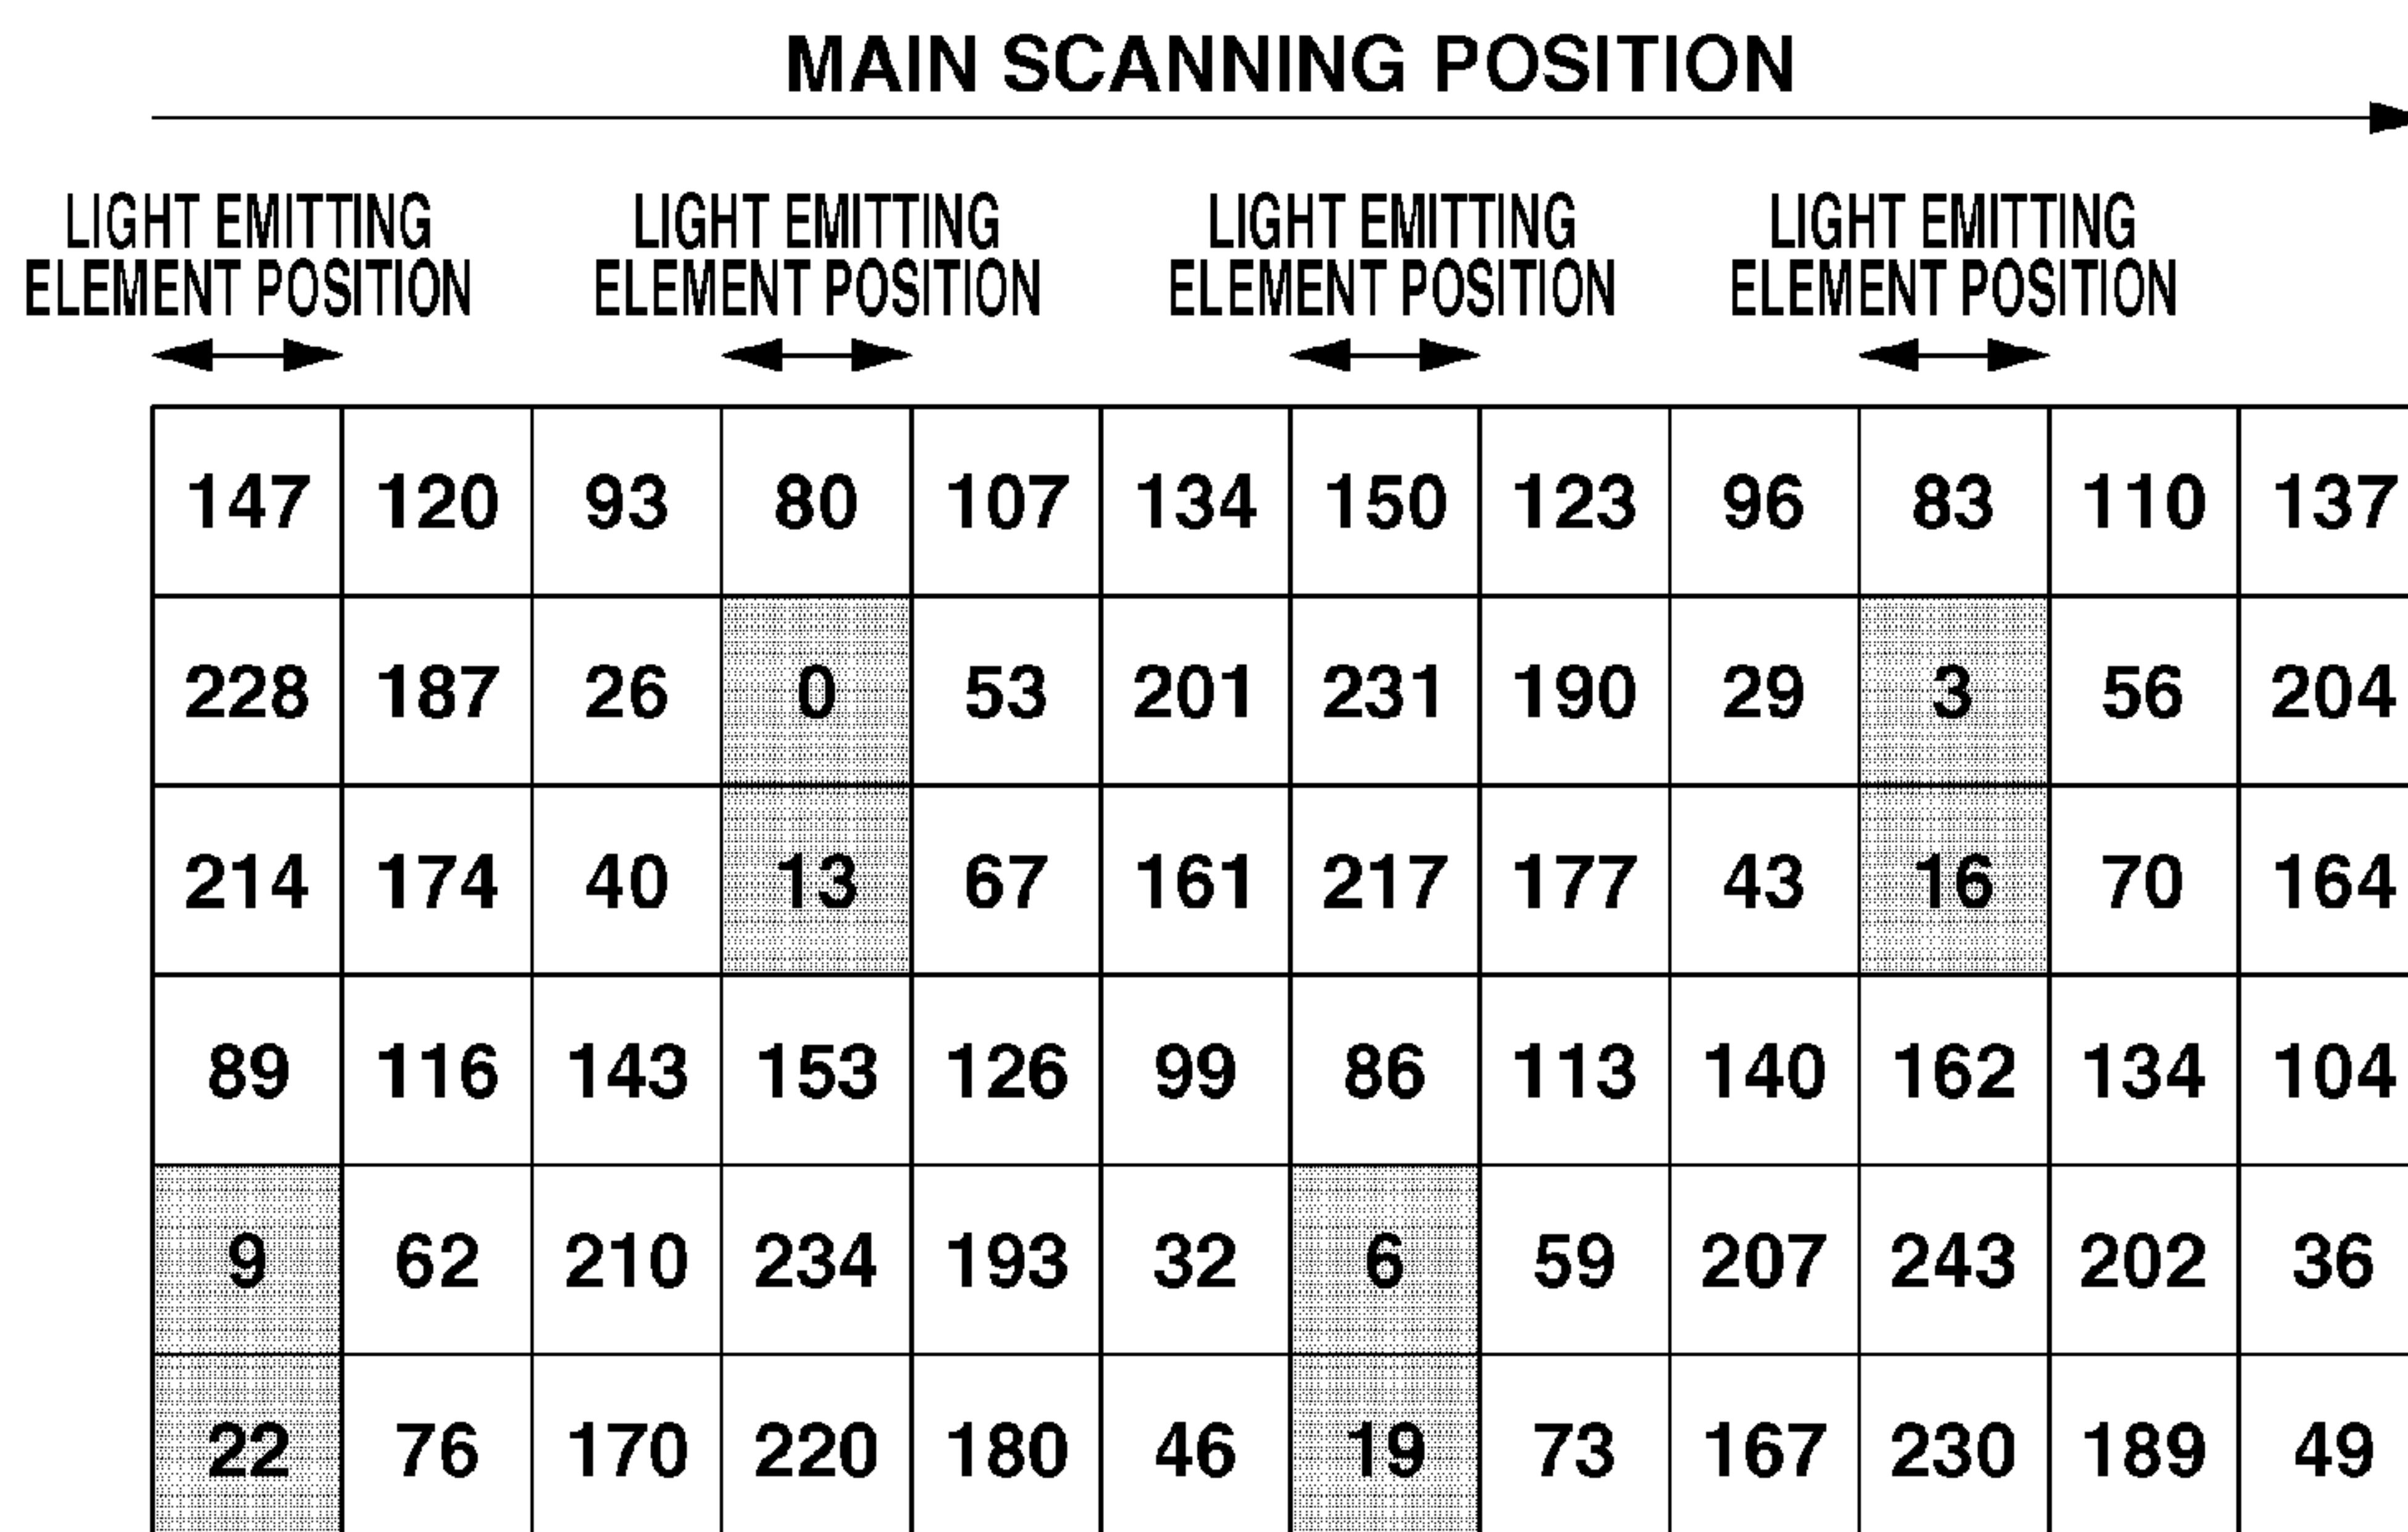 MAIN SCANNING POSITION
LIGHT EMITTING ELEMENT POSITION
LIGHT EMITTING ELEMENT POSITION
LIGHT EMITTING ELEMENT POSITION
LIGHT EMITTING ELEMENT POSITION
147 120 93 80 107 134 150 123 96 83 110 137
228 187 26 0 53 201 231 190 29 3 56 204
214 174 40 13 67 161 217 177 43 16 70 164
89 116 143 153 126 99 86 113 140 162 134 104
9 62 210 234 193 32 6 59 207 243 202 36
22 76 170 220 180 46 19 73 167 230 189 49